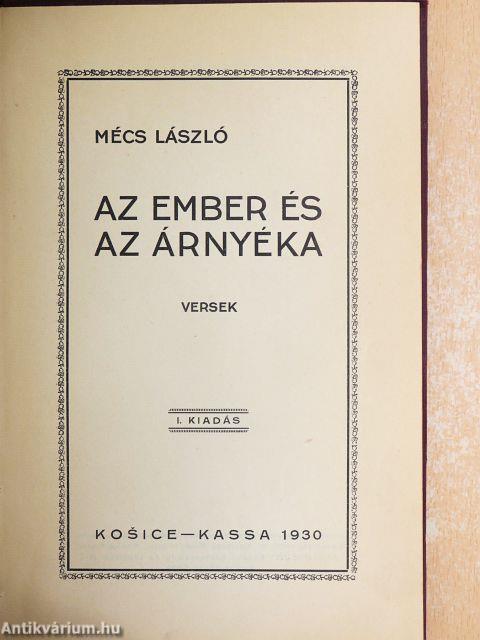 MÉCS LÁSZLÓ
AZ EMBER ÉS
AZ ÁRNYÉKA
VERSEK
I. KIADÁS
KOŠICE—KASSA 1930
Antikvárium.hu